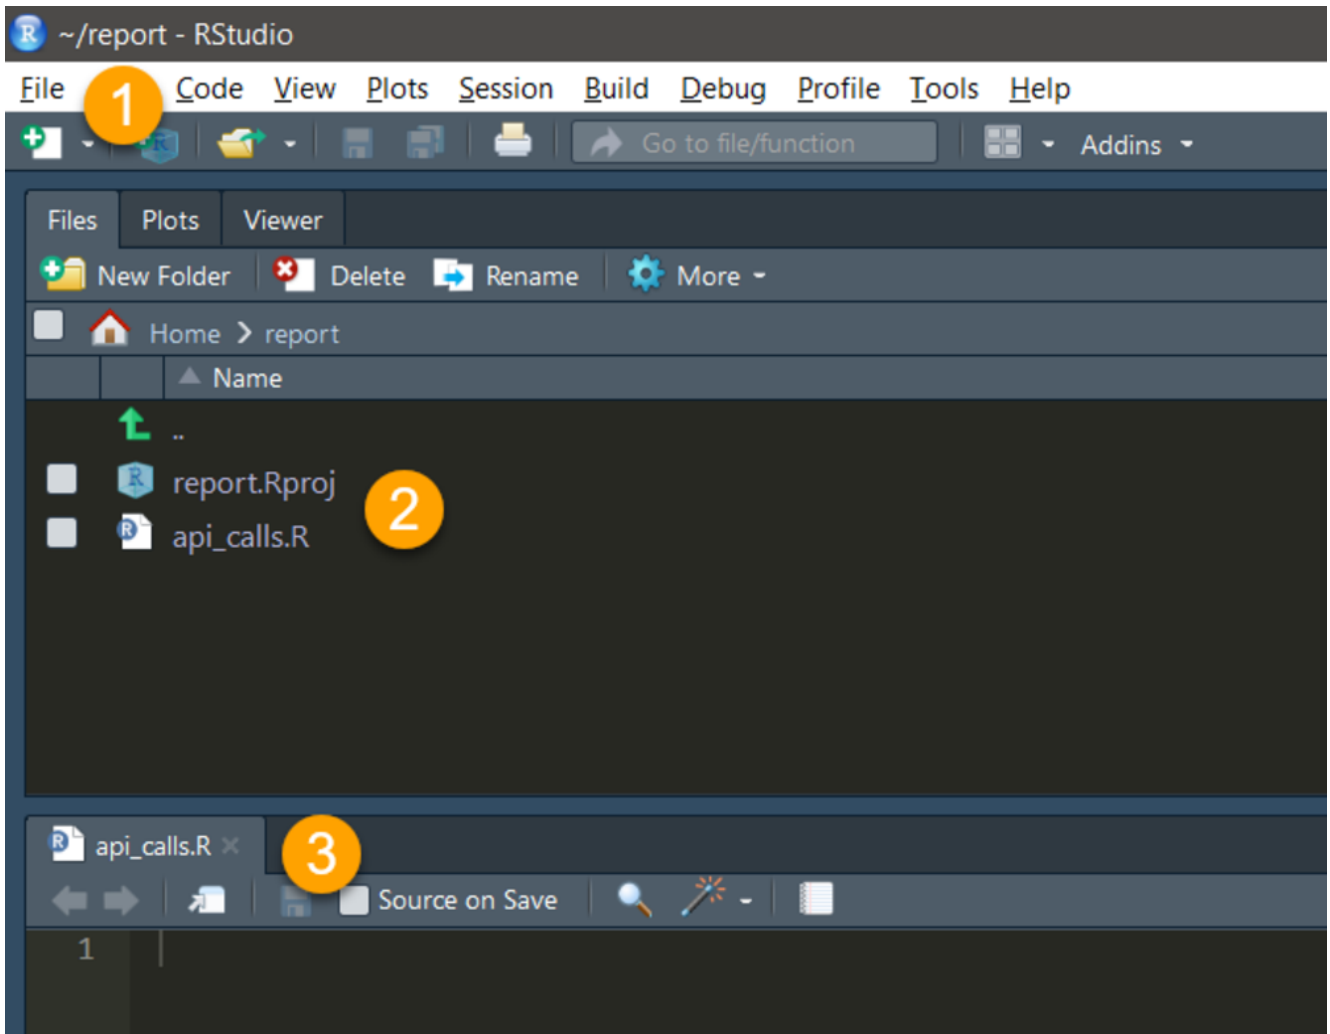 R ~/report - RStudio
File 1 Code View Plots Session Build Debug Profile Tools Help
R Go to file/function Addins
Files Plots Viewer
New Folder Delete Rename More
Home > report
Name
..
R report.Rproj
2
R api_calls.R
R api_calls.R × 3
Source on Save
1